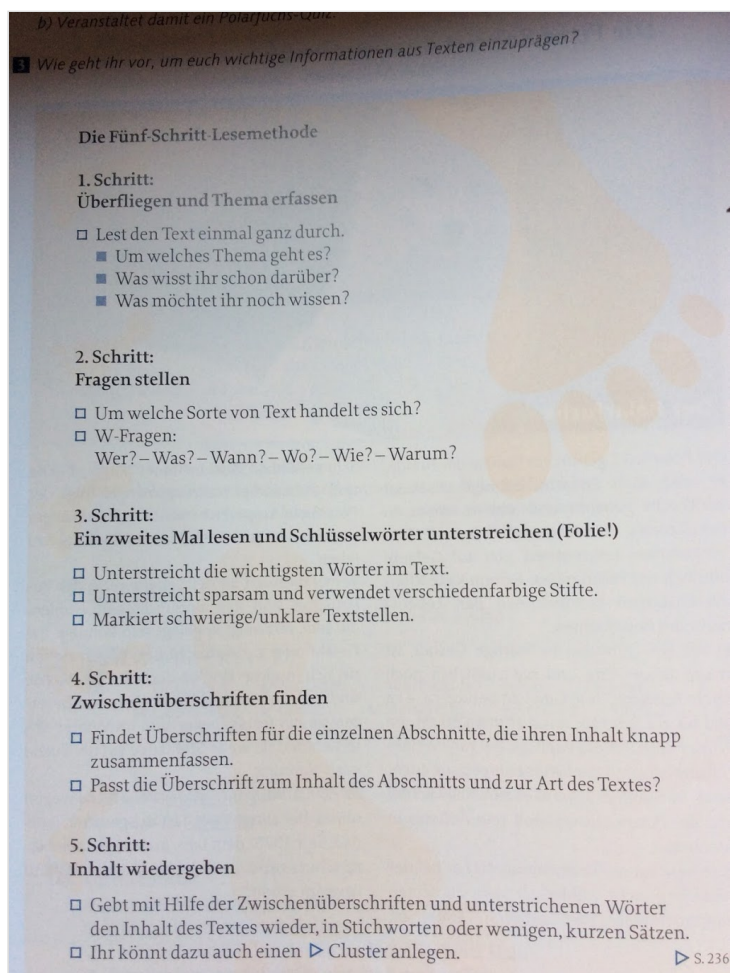 b) Veranstaltet damit ein Polarfuchs-Quiz.
3 Wie geht ihr vor, um euch wichtige Informationen aus Texten einzuprägen?
Die Fünf-Schritt-Lesemethode
1. Schritt:
Überfliegen und Thema erfassen
Lest den Text einmal ganz durch.
Um welches Thema geht es?
Was wisst ihr schon darüber?
Was möchtet ihr noch wissen?
2. Schritt:
Fragen stellen
Um welche Sorte von Text handelt es sich?
W-Fragen:
Wer? – Was? – Wann? – Wo? – Wie? – Warum?
3. Schritt:
Ein zweites Mal lesen und Schlüsselwörter unterstreichen (Folie!)
Unterstreicht die wichtigsten Wörter im Text.
Unterstreicht sparsam und verwendet verschiedenfarbige Stifte.
Markiert schwierige/unklare Textstellen.
4. Schritt:
Zwischenüberschriften finden
Findet Überschriften für die einzelnen Abschnitte, die ihren Inhalt knapp
zusammenfassen.
Passt die Überschrift zum Inhalt des Abschnitts und zur Art des Textes?
5. Schritt:
Inhalt wiedergeben
Gebt mit Hilfe der Zwischenüberschriften und unterstrichenen Wörter
den Inhalt des Textes wieder, in Stichworten oder wenigen, kurzen Sätzen.
Ihr könnt dazu auch einen ▷ Cluster anlegen.
▷ S. 236